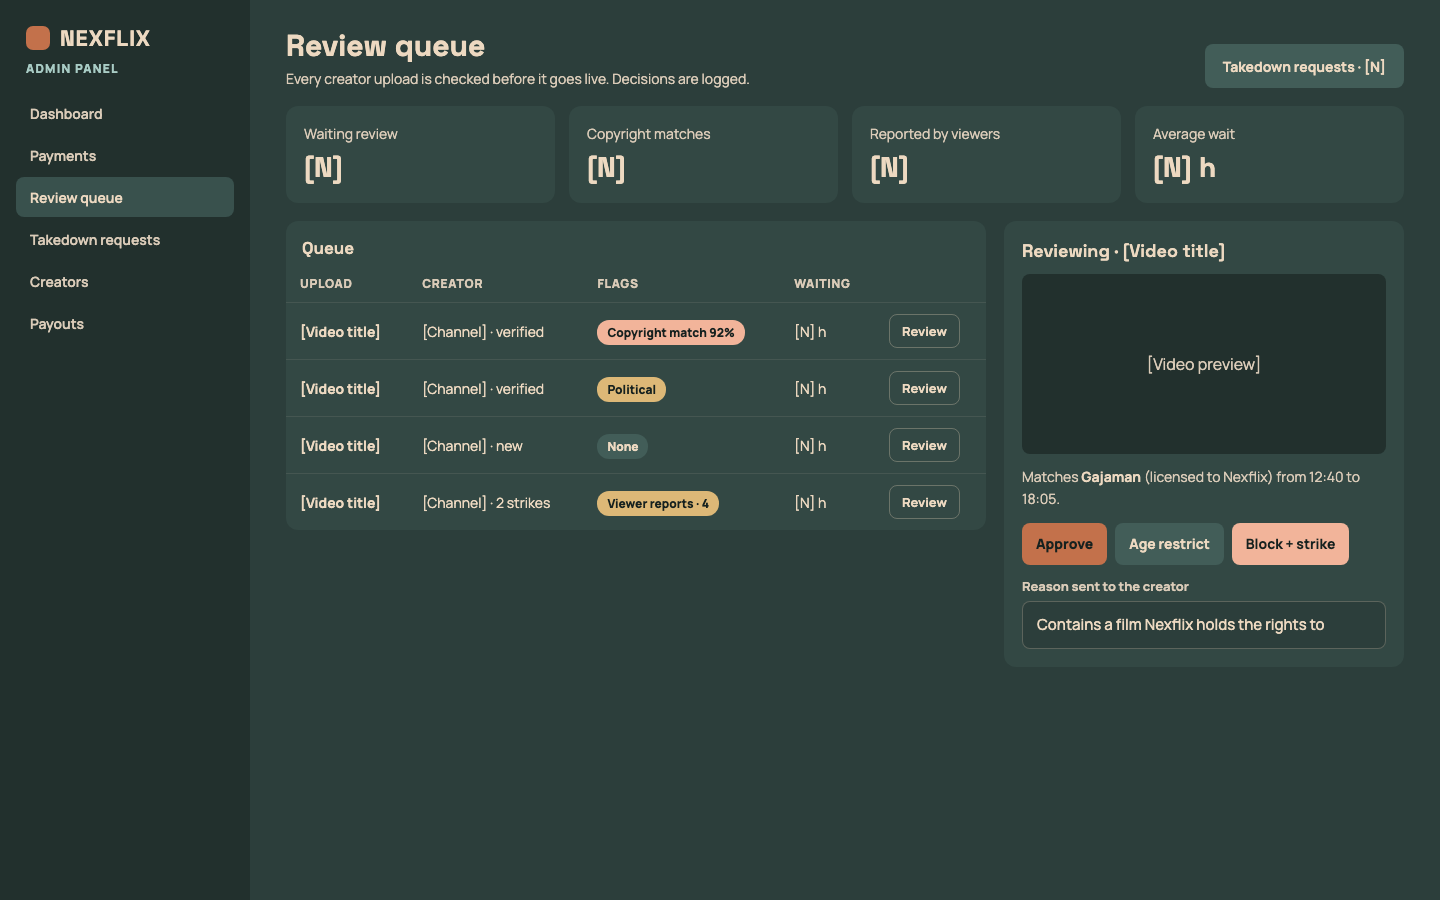 NEXFLIX
ADMIN PANEL
Dashboard
Payments
Review queue
Takedown requests
Creators
Payouts
Review queue
Every creator upload is checked before it goes live. Decisions are logged.
Takedown requests · [N]
Waiting review
[N]
Copyright matches
[N]
Reported by viewers
[N]
Average wait
[N] h
Queue
UPLOAD CREATOR FLAGS WAITING
[Video title] [Channel] · verified Copyright match 92% [N] h Review
[Video title] [Channel] · verified Political [N] h Review
[Video title] [Channel] · new None [N] h Review
[Video title] [Channel] · 2 strikes Viewer reports · 4 [N] h Review
Reviewing · [Video title]
[Video preview]
Matches Gajaman (licensed to Nexflix) from 12:40 to
18:05.
Approve Age restrict Block + strike
Reason sent to the creator
Contains a film Nexflix holds the rights to